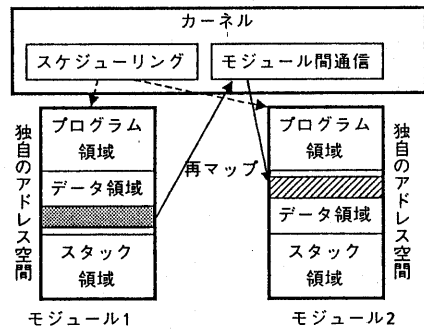 カーネル
スケジューリング
モジュール間通信
独自のアドレス空間
プログラム
領域
データ領域
スタック
領域
モジュール1
再マップ
プログラム
領域
データ領域
スタック
領域
独自のアドレス空間
モジュール2